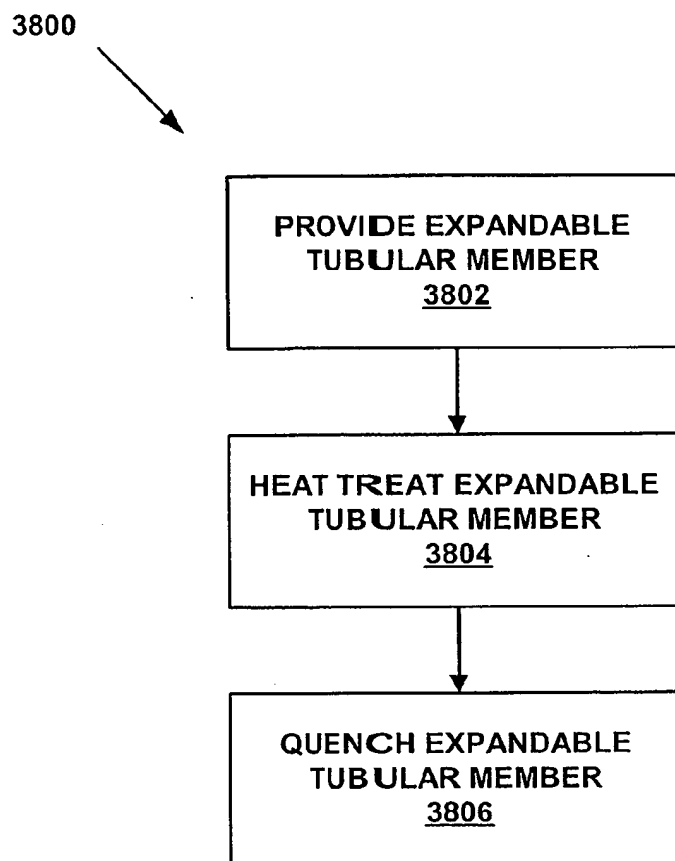 3800
PROVIDE EXPANDABLE
TUBULAR MEMBER
3802
HEAT TREAT EXPANDABLE
TUBULAR MEMBER
3804
QUENCH EXPANDABLE
TUBULAR MEMBER
3806